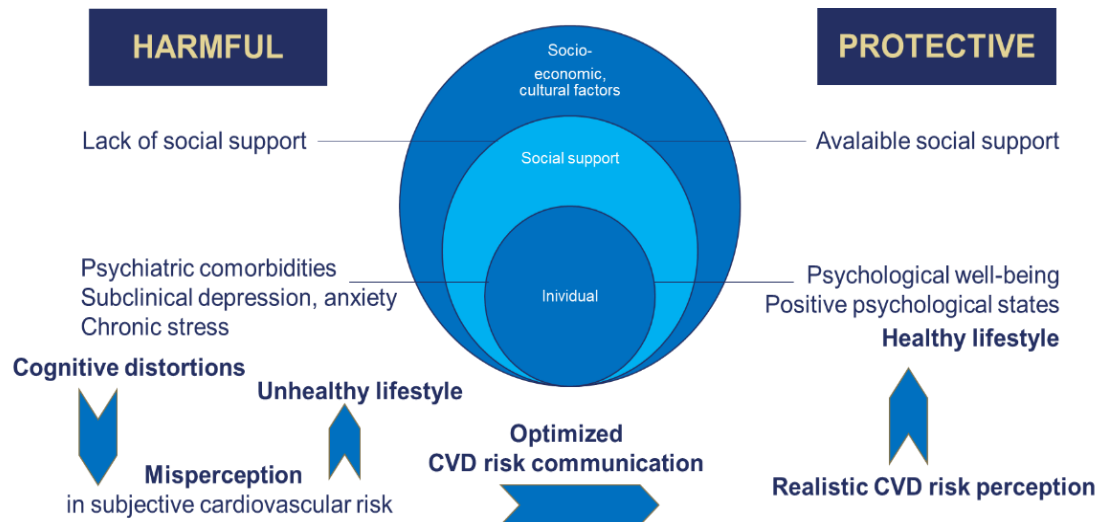 HARMFUL
PROTECTIVE
Socio-
economic,
cultural factors
Lack of social support
Social support
Avalaible social support
Psychiatric comorbidities
Subclinical depression, anxiety
Chronic stress
Inividual
Psychological well-being
Positive psychological states
Healthy lifestyle
Cognitive distortions
Unhealthy lifestyle
Misperception
in subjective cardiovascular risk
Optimized
CVD risk communication
Realistic CVD risk perception